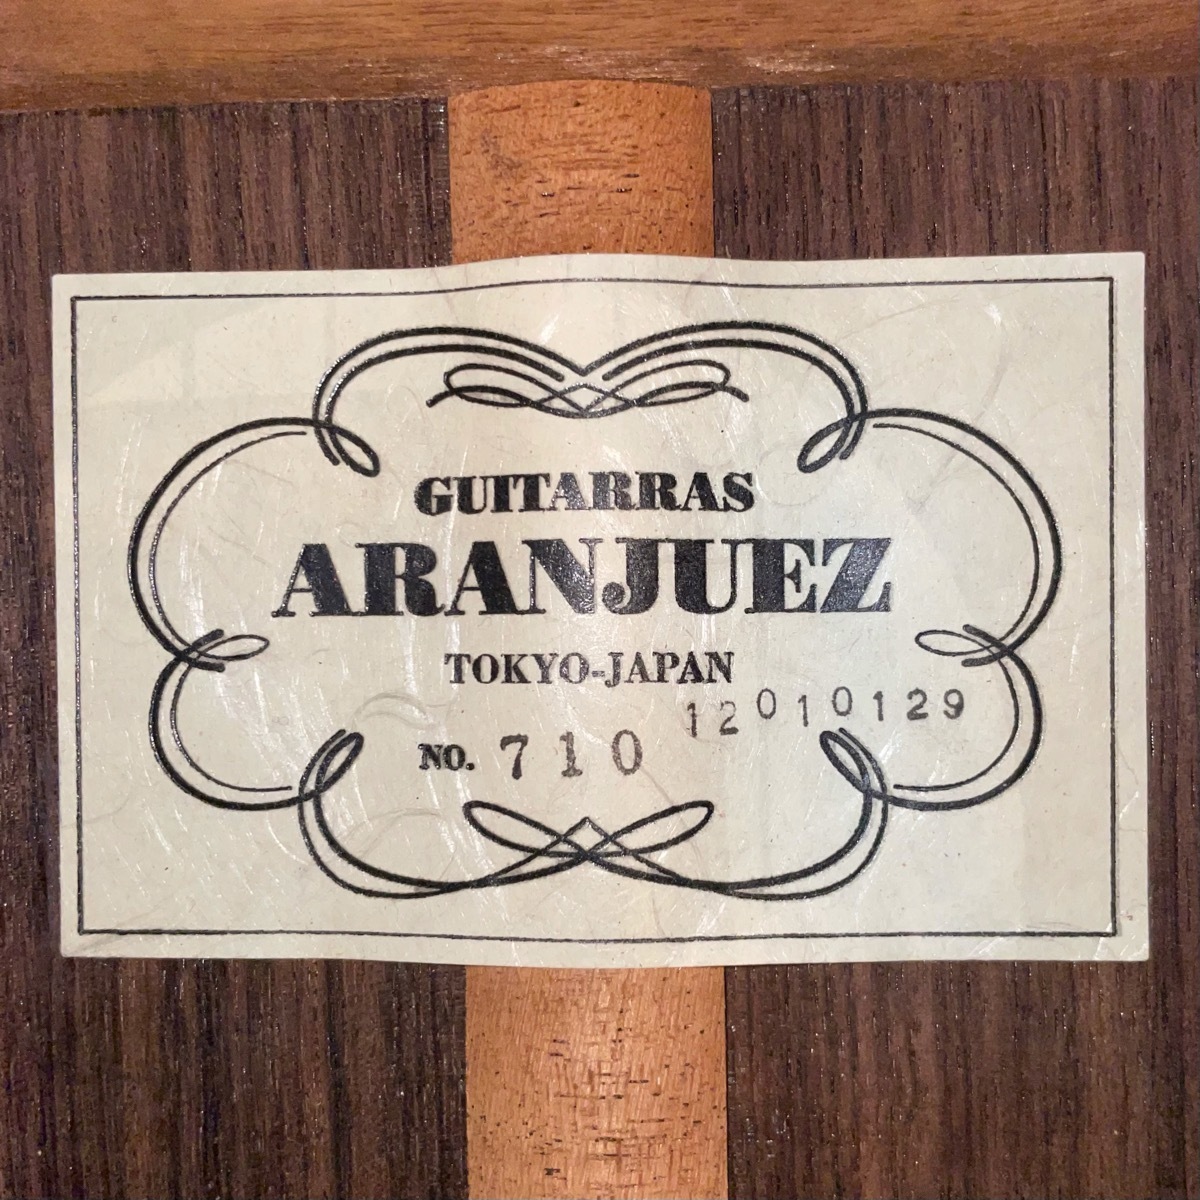 GUITARRAS
ARANJUEZ
TOKYO-JAPAN
12010129
NO. 710